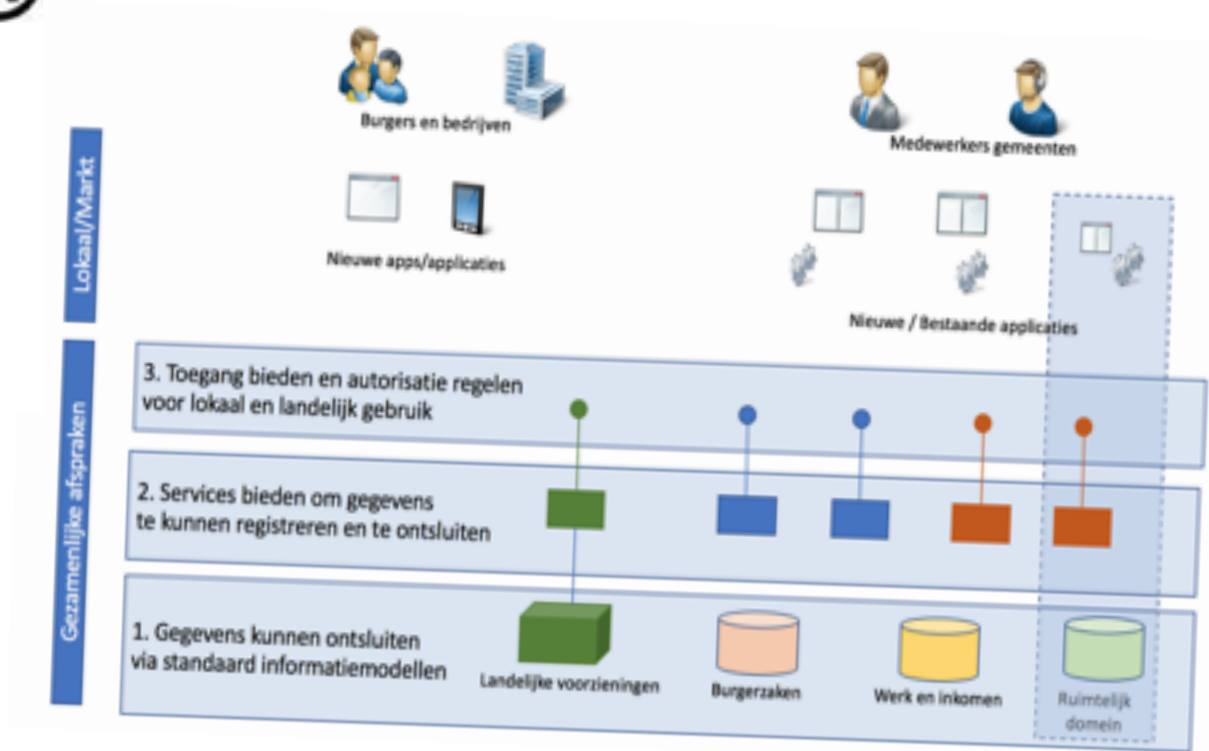 Burgers en bedrijven
Medewerkers gemeenten
Lokaal/Markt
Nieuwe apps/applicaties
Nieuwe / Bestaande applicaties
Gezamenlijke afspraken
3. Toegang bieden en autorisatie regelen
voor lokaal en landelijk gebruik
2. Services bieden om gegevens
te kunnen registreren en te ontsluiten
1. Gegevens kunnen ontsluiten
via standaard informatiemodellen
Landelijke voorzieningen
Burgerzaken
Werk en inkomen
Ruimtelijk
domein